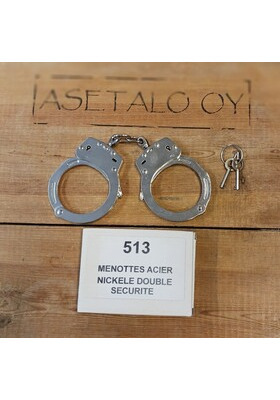 ASETALO OY
513
MENOTTES ACIER
NICKELE DOUBLE
SECURITE